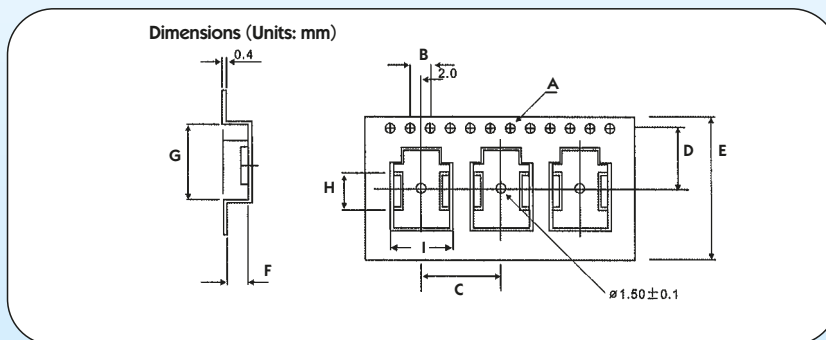 Dimensions (Units: mm)
0.4
B
2.0
A
G
H
D
E
I
F
C
ø1.50±0.1